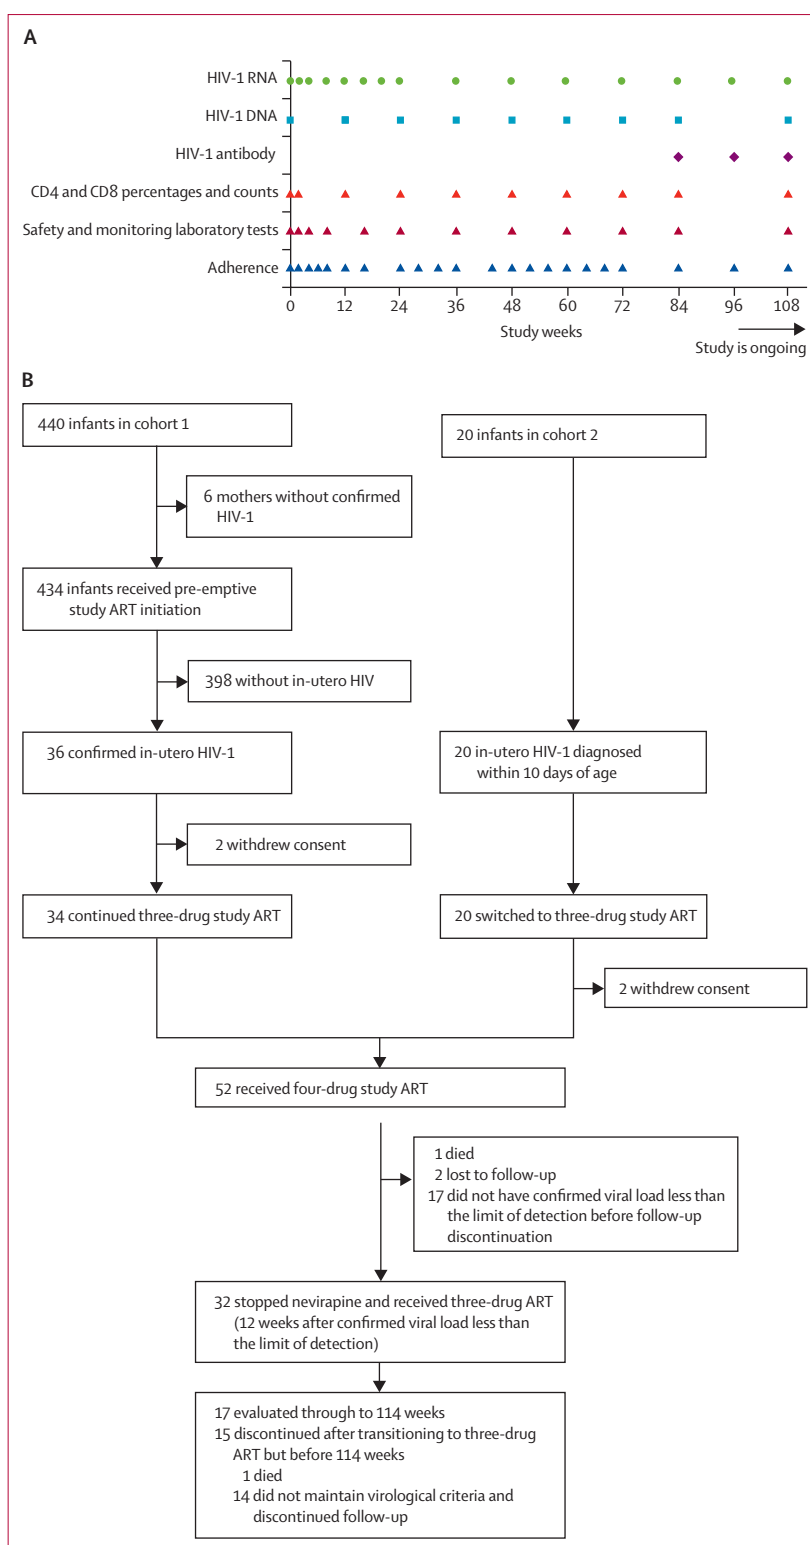 A
HIV-1 RNA
HIV-1 DNA
HIV-1 antibody
CD4 and CD8 percentages and counts
Safety and monitoring laboratory tests
Adherence
0 12 24 36 48 60 72 84 96 108
Study weeks
Study is ongoing
B
440 infants in cohort 1
20 infants in cohort 2
6 mothers without confirmed
HIV-1
434 infants received pre-emptive
study ART initiation
398 without in-utero HIV
36 confirmed in-utero HIV-1
20 in-utero HIV-1 diagnosed
within 10 days of age
2 withdrew consent
34 continued three-drug study ART
20 switched to three-drug study ART
2 withdrew consent
52 received four-drug study ART
1 died
2 lost to follow-up
17 did not have confirmed viral load less than
the limit of detection before follow-up
discontinuation
32 stopped nevirapine and received three-drug ART
(12 weeks after confirmed viral load less than
the limit of detection)
17 evaluated through to 114 weeks
15 discontinued after transitioning to three-drug
ART but before 114 weeks
1 died
14 did not maintain virological criteria and
discontinued follow-up